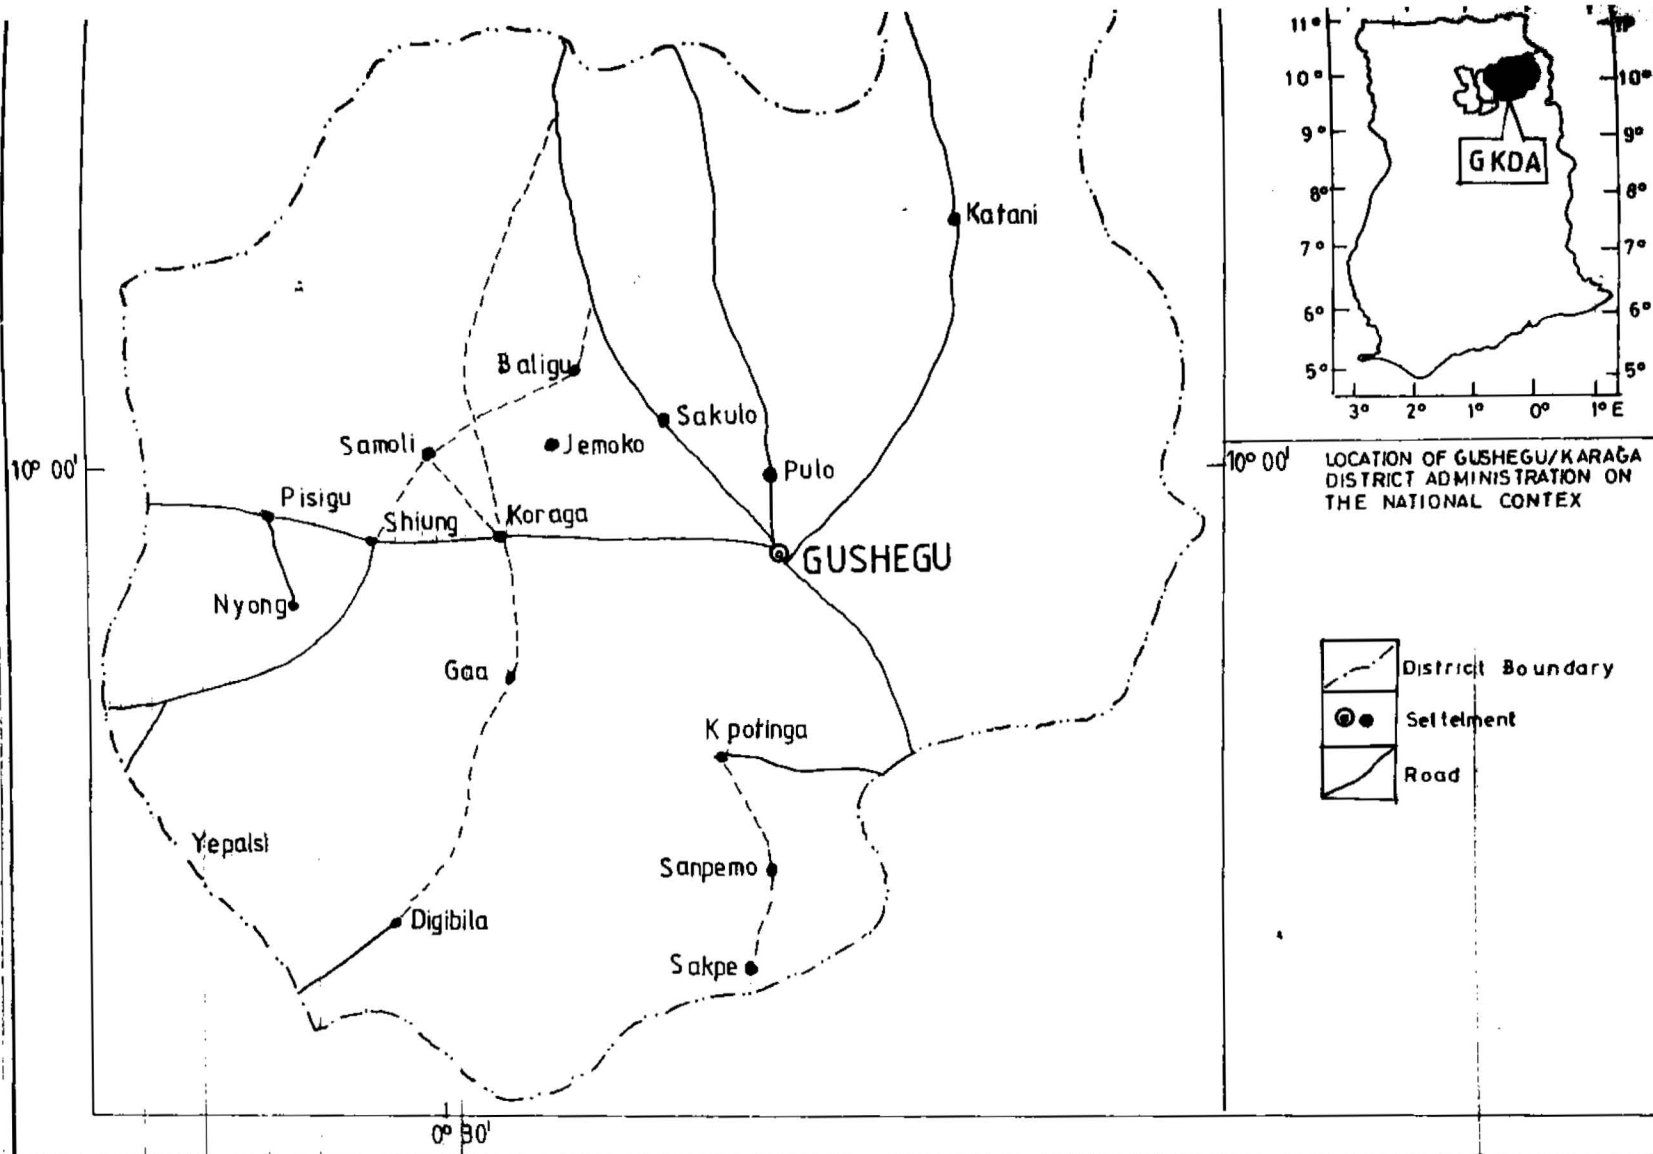 11°
11°
10°
10°
9°
9°
8°
8°
7°
7°
6°
6°
5°
5°
3°
2°
1°
0°
1° E
GKDA
LOCATION OF GUSHEGU/KARAGA
DISTRICT ADMINISTRATION ON
THE NATIONAL CONTEX
Katani
Baligu
Sakulo
Samoli
Jemoko
Pulo
10° 00'
10° 00'
Pisigu
Shiung
Koraga
GUSHEGU
Nyong
Gaa
Kpotinga
Yepalsi
Sanpemo
Digibila
Sakpe
0° 30'
District Boundary
Settelment
Road